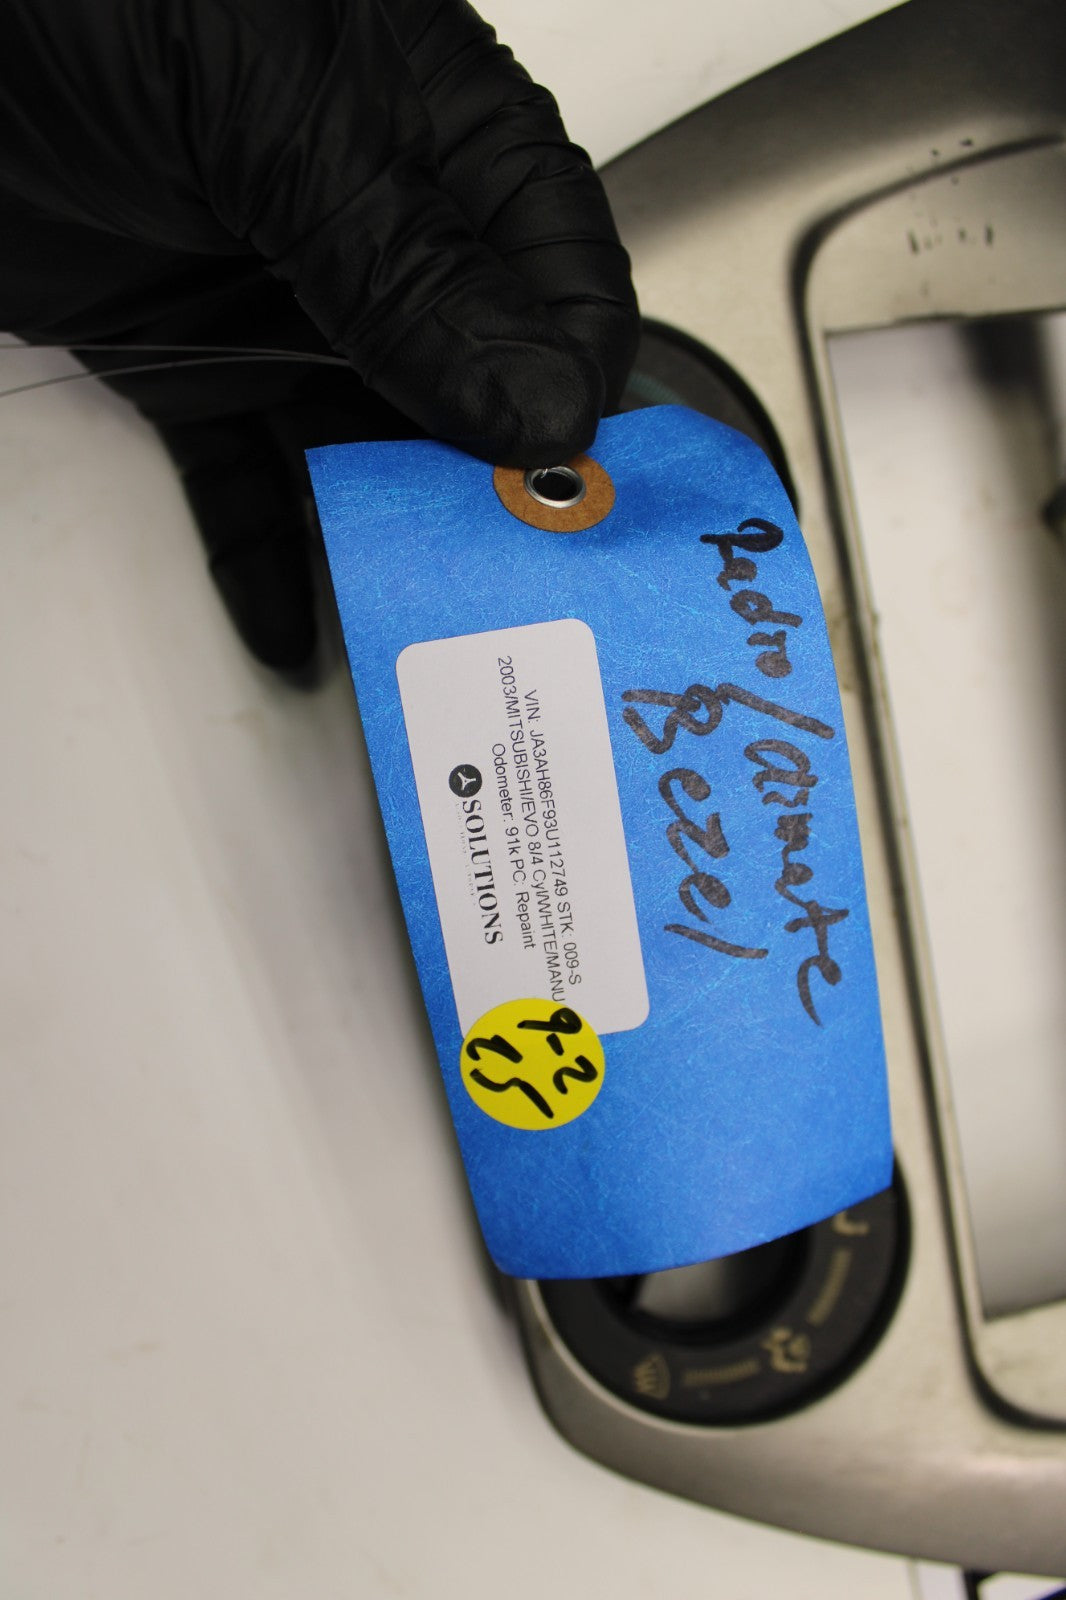 Radio/climate
Bezel
VIN: JA3AH86F93U112749 STK: 009-S
2003/MITSUBISHI/EVO 8/4 Cyl/WHITE/MANU
Odometer: 91k PC: Repaint
SOLUTIONS
9-2
25